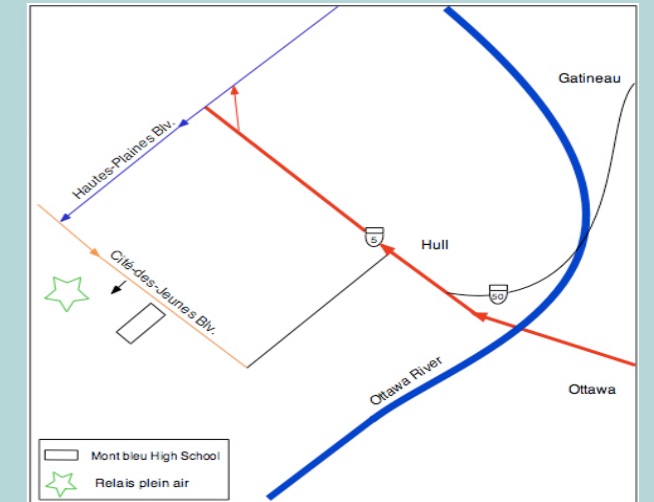 Gatineau
Hautes-Plaines Blv.
5
Hull
Cité-des-Jeunes Blv.
50
Ottawa River
Ottawa
Mont bleu High School
Relais plein air